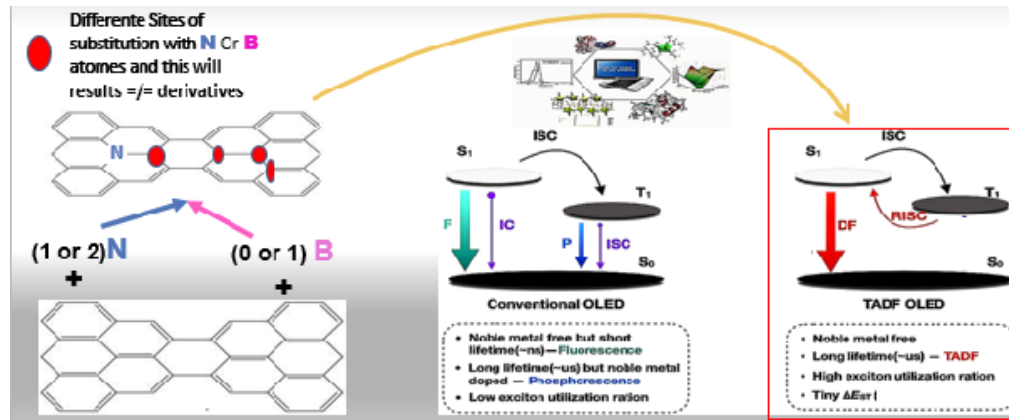 Differente Sites of
substitution with N Or B
atomes and this will
results =/= derivatives
N
(1 or 2)N
(0 or 1) B
+
+
ISC
S1
T1
F
IC
P
ISC
S0
Conventional OLED
• Noble metal free but short
lifetime(~ns)—Fluorescence
• Long lifetime(~us) but noble metal
doped — Phosphorescence
• Low exciton utilization ration
ISC
S1
T1
RISC
DF
S0
TADF OLED
• Noble metal free
• Long lifetime(~us) — TADF
• High exciton utilization ration
• Tiny ΔEST (